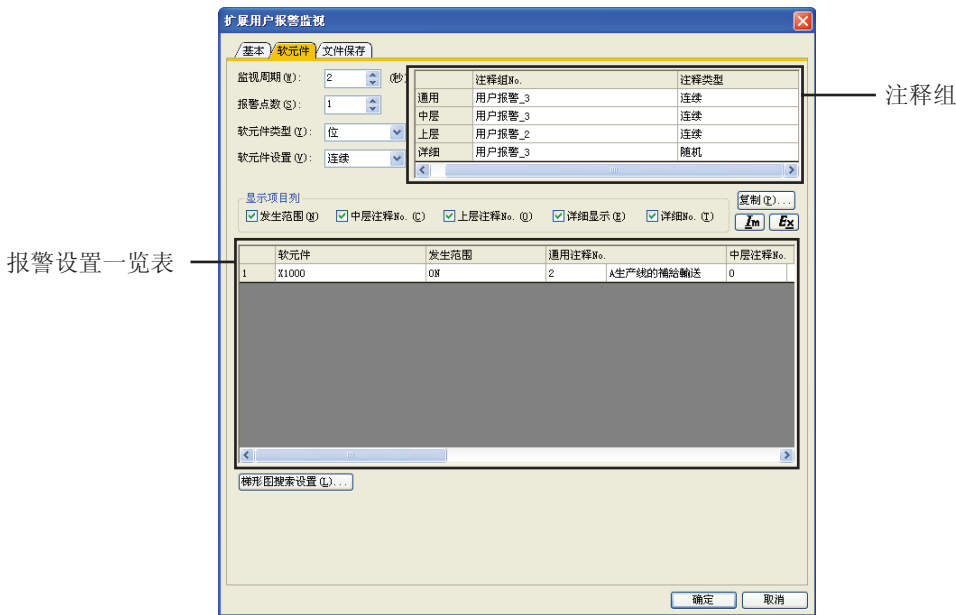 扩展用户报警监视
基本 软元件 文件保存
监视周期(W): 2 (秒)
报警点数(S): 1
软元件类型(Y): 位
软元件设置(V): 连续
注释组No. 注释类型
通用 用户报警_3 连续
中层 用户报警_3 连续
上层 用户报警_2 连续
详细 用户报警_3 随机
注释组
显示项目列
发生范围(N) 中层注释No.(C) 上层注释No.(O) 详细显示(E) 详细No.(T)
复制(P)...
Im Ex
报警设置一览表
软元件 发生范围 通用注释No. 中层注释No.
1 X1000 ON 2 A生产线的補給輸送 0
梯形图搜索设置(L)...
确定 取消